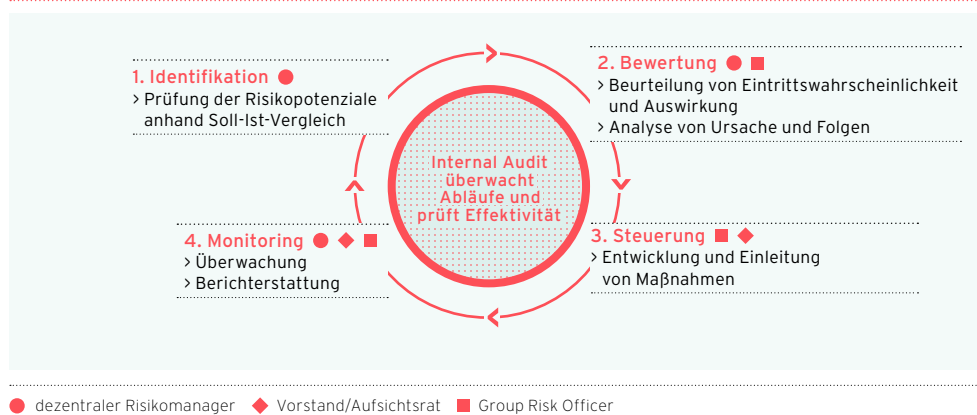 1. Identifikation
> Prüfung der Risikopotenziale
anhand Soll-Ist-Vergleich
2. Bewertung
> Beurteilung von Eintrittswahrscheinlichkeit
und Auswirkung
> Analyse von Ursache und Folgen
Internal Audit
überwacht
Abläufe und
prüft Effektivität
3. Steuerung
> Entwicklung und Einleitung
von Maßnahmen
4. Monitoring
> Überwachung
> Berichterstattung
dezentraler Risikomanager Vorstand/Aufsichtsrat Group Risk Officer